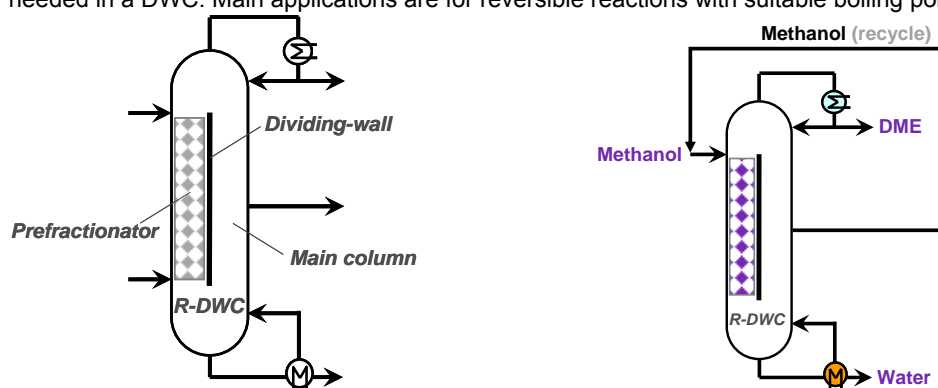 needed in a DWC. Main applications are for reversible reactions with suitable boiling
Methanol (recycle)
Dividing-wall
DME
Methanol
Prefractionator
Main column
R-DWC
R-DWC
M
M
Water